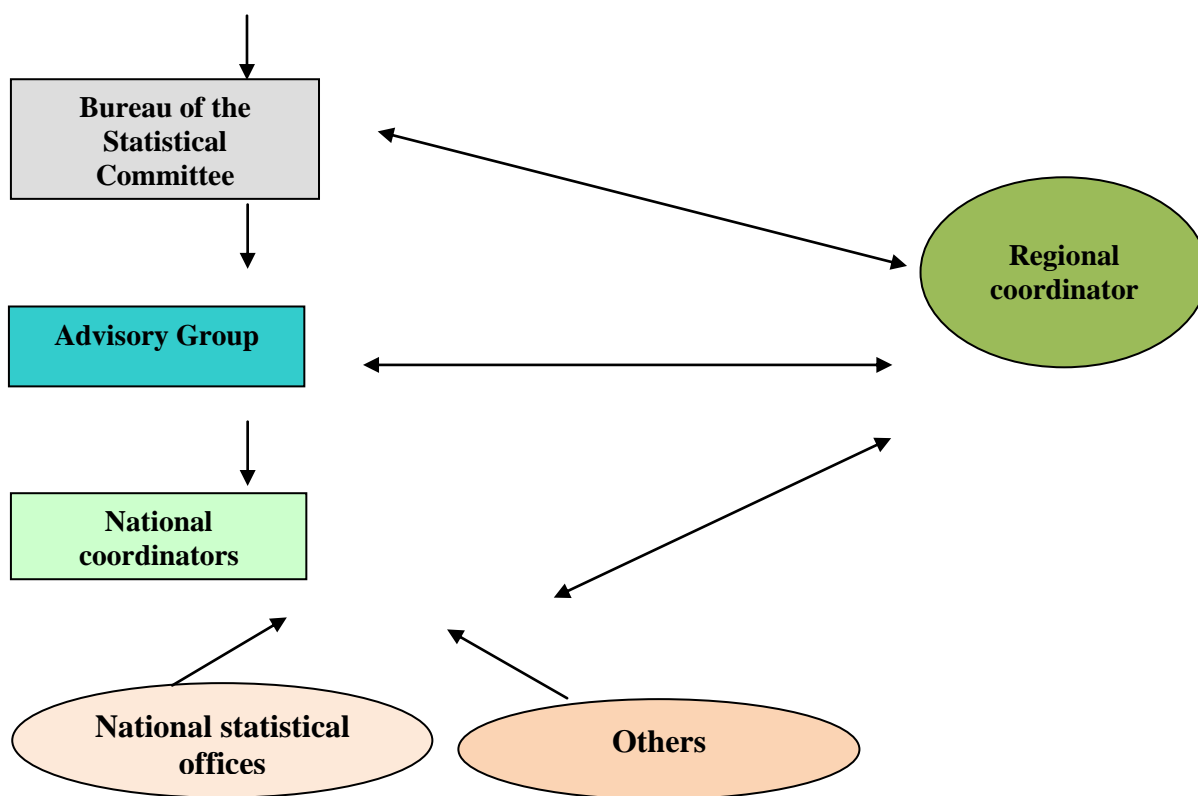 Bureau of the
Statistical
Committee
Regional
coordinator
Advisory Group
National
coordinators
National statistical
offices
Others